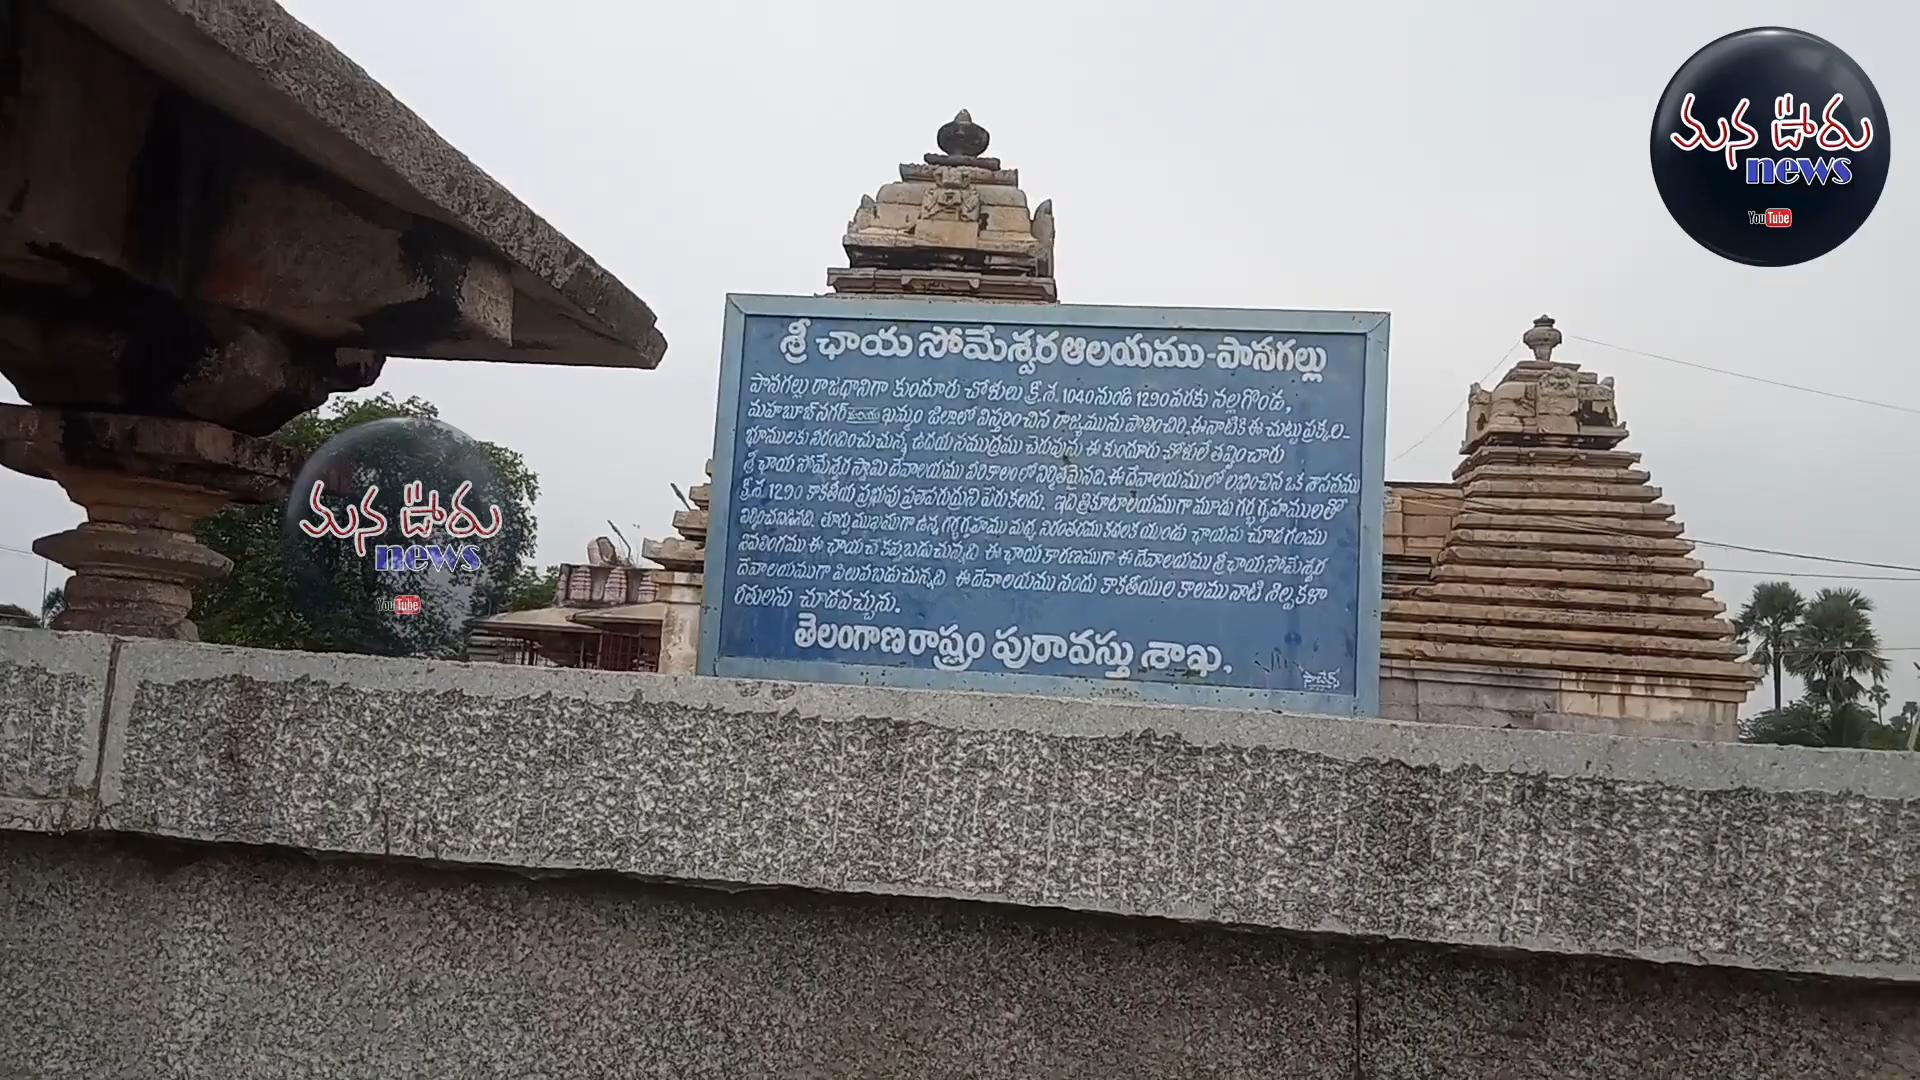 మన ఊరు
news
YouTube
శ్రీ ఛాయ సోమేశ్వర ఆలయము - పానగల్లు
పానగల్లు రాజధానిగా కుందూరు చోళులు క్రీ.శ. 1040 నుండి 1290 వరకు నల్లగొండ,
మహబూబ్ నగర్ మరియు ఖమ్మం జిల్లాలో విస్తరించిన రాజ్యమును పాలించిరి. ఈనాటికి ఈ చుట్టు ప్రక్కల_
భూములకు నీరందించుచున్న ఉదయ సముద్రము చెరువును ఈ కుందూరు చోళులే త్రవ్వించారు
శ్రీ ఛాయ సోమేశ్వర స్వామి దేవాలయము వీరికాలంలో నిర్మితమైనది. ఈ దేవాలయములో లభించిన ఒక శాసనము
క్రీ.శ. 1290 కాకతీయ ప్రభువు ప్రతాపరుద్రుని పేరుకలదు. ఇది త్రికూటాలయముగా మూడు గర్భ గృహములతో
నిర్మించబడినది. తూర్పు ముఖముగా ఉన్న గర్భగృహము మధ్య నిరంతరము కదలక యుండు ఛాయను చూడగలము
శివలింగము ఈ ఛాయచే కప్పబడుచున్నది ఈ ఛాయ కారణముగా ఈ దేవాలయము శ్రీ ఛాయ సోమేశ్వర
దేవాలయముగా పిలువబడుచున్నది ఈ దేవాలయము నందు కాకతీయుల కాలము నాటి శిల్పకళా
రీతులను చూడవచ్చును.
తెలంగాణ రాష్ట్రం పురావస్తు శాఖ.
మన ఊరు
news
YouTube